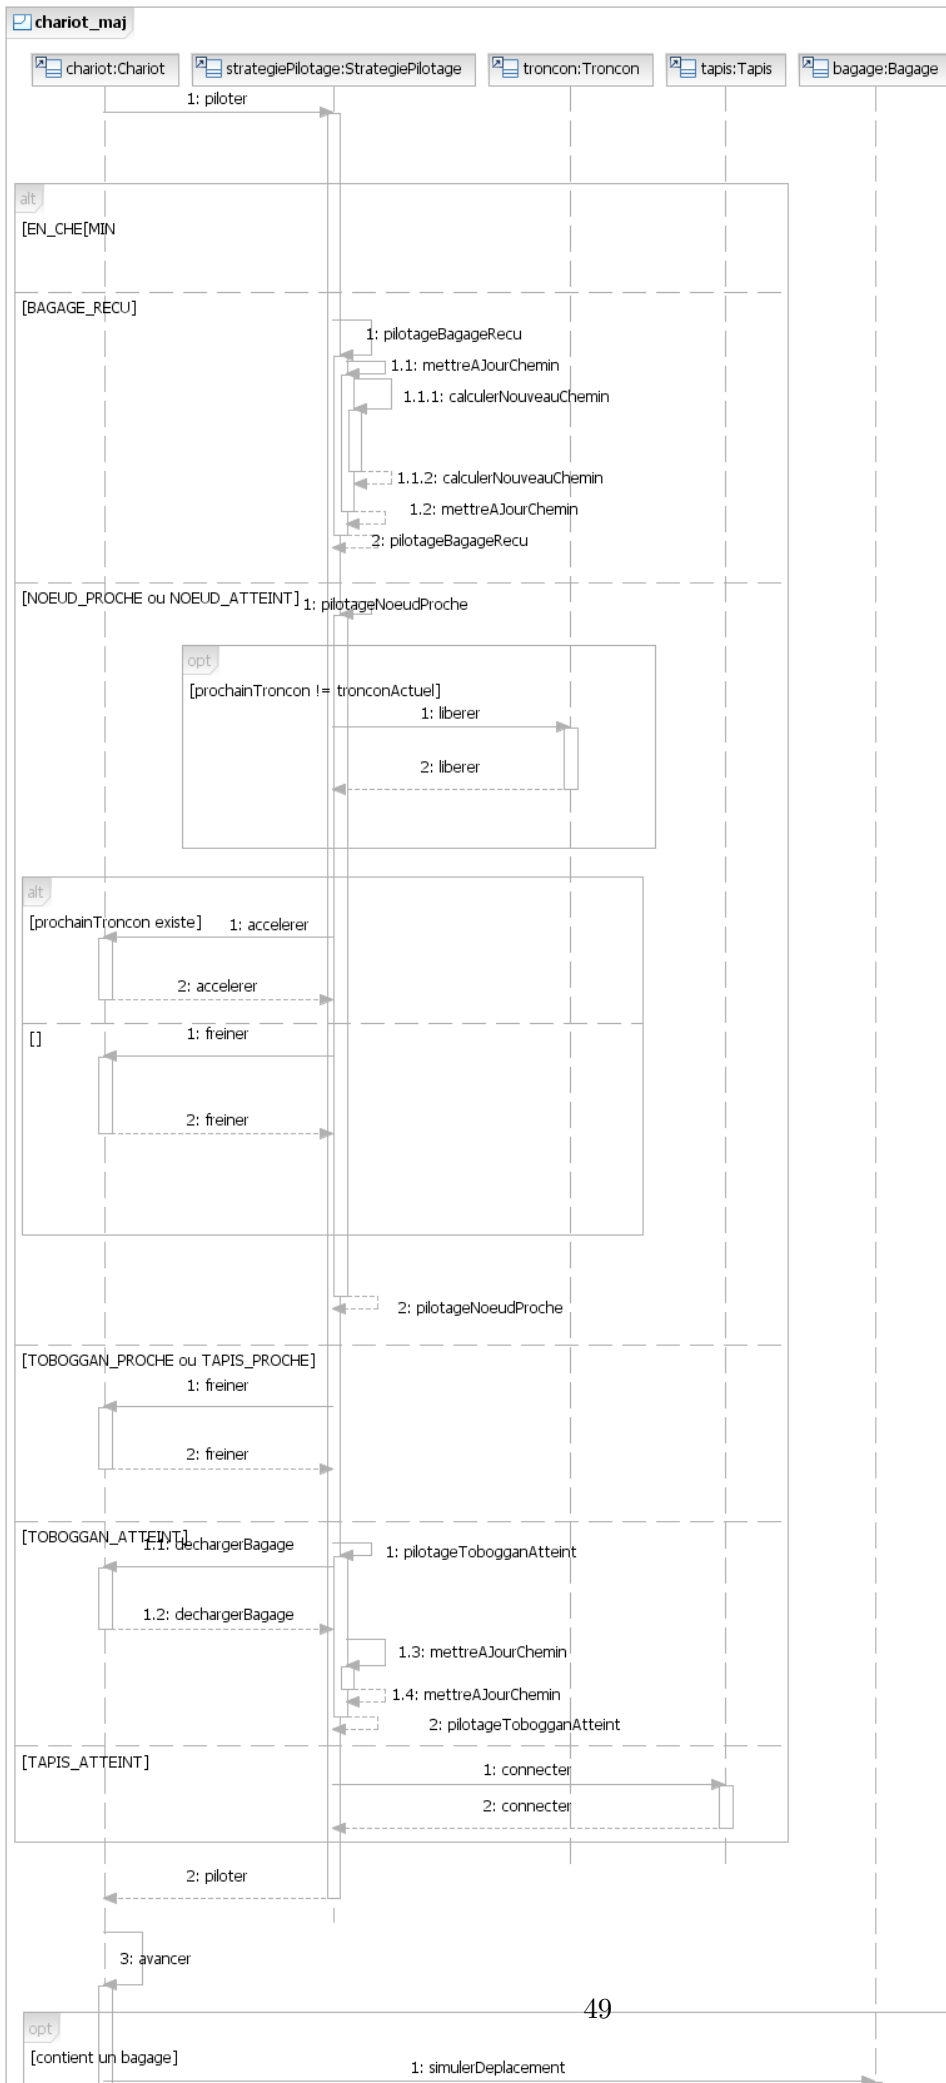 chariot_maj
chariot:Chariot
strategiePilotage:StrategiePilotage
troncon:Troncon
tapis:Tapis
bagage:Bagage
1: piloter
alt
[EN_CHE[MIN
[BAGAGE_RECU]
1: pilotageBagageRecu
1.1: mettreAJourChemin
1.1.1: calculerNouveauChemin
1.1.2: calculerNouveauChemin
1.2: mettreAJourChemin
2: pilotageBagageRecu
[NOEUD_PROCHE ou NOEUD_ATTEINT]
1: pilotageNoeudProche
opt
[prochainTroncon != tronconActuel]
1: liberer
2: liberer
alt
[prochainTroncon existe]
1: accelerer
2: accelerer
[]
1: freiner
2: freiner
2: pilotageNoeudProche
[TOBOGGAN_PROCHE ou TAPIS_PROCHE]
1: freiner
2: freiner
[TOBOGGAN_ATTEINT]
1.1: dechargerBagage
1: pilotageTobogganAtteint
1.2: dechargerBagage
1.3: mettreAJourChemin
1.4: mettreAJourChemin
2: pilotageTobogganAtteint
[TAPIS_ATTEINT]
1: connecter
2: connecter
2: piloter
3: avancer
49
opt
[contient un bagage]
1: simulerDeplacement